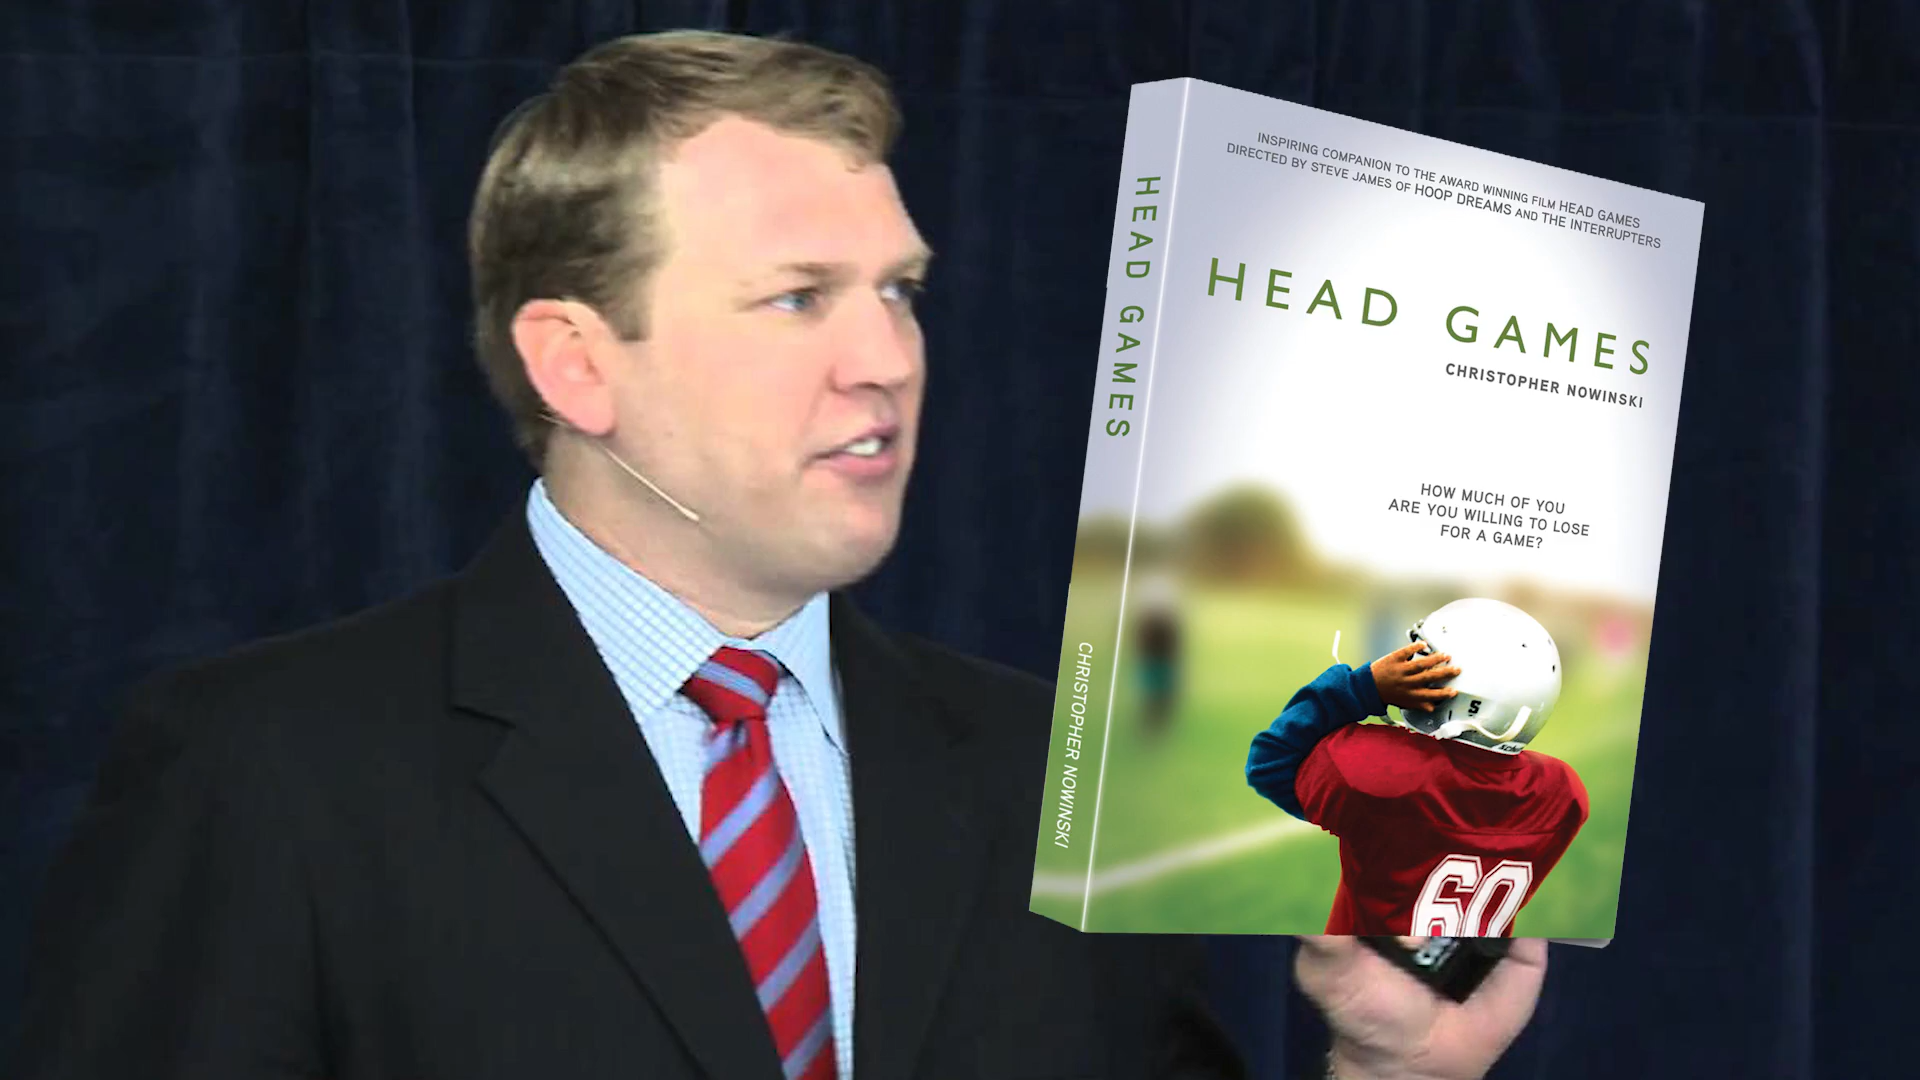 INSPIRING COMPANION TO THE AWARD WINNING FILM HEAD GAMES
DIRECTED BY STEVE JAMES OF HOOP DREAMS AND THE INTERRUPTERS
HEAD GAMES
CHRISTOPHER NOWINSKI
HOW MUCH OF YOU
ARE YOU WILLING TO LOSE
FOR A GAME?
S
60
HEAD GAMES
CHRISTOPHER NOWINSKI